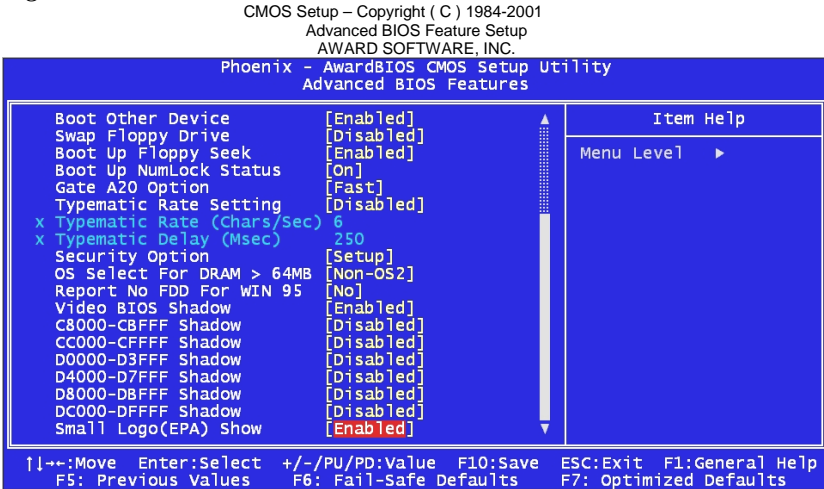 CMOS Setup – Copyright ( C ) 1984-2001
Advanced BIOS Feature Setup
AWARD SOFTWARE, INC.
Phoenix - AwardBIOS CMOS Setup Utility
Advanced BIOS Features
Boot Other Device [Enabled]
Swap Floppy Drive [Disabled]
Boot Up Floppy Seek [Enabled]
Boot Up NumLock Status [On]
Gate A20 Option [Fast]
Typematic Rate Setting [Disabled]
x Typematic Rate (Chars/Sec) 6
x Typematic Delay (Msec) 250
Security Option [Setup]
OS Select For DRAM > 64MB [Non-OS2]
Report No FDD For WIN 95 [No]
Video BIOS Shadow [Enabled]
C8000-CBFFF Shadow [Disabled]
CC000-CFFFF Shadow [Disabled]
D0000-D3FFF Shadow [Disabled]
D4000-D7FFF Shadow [Disabled]
D8000-DBFFF Shadow [Disabled]
DC000-DFFFF Shadow [Disabled]
Small Logo(EPA) Show [Enabled]
Item Help
Menu Level ▶
↑↓→←:Move Enter:Select +/-/PU/PD:Value F10:Save ESC:Exit F1:General Help
F5: Previous Values F6: Fail-Safe Defaults F7: Optimized Defaults